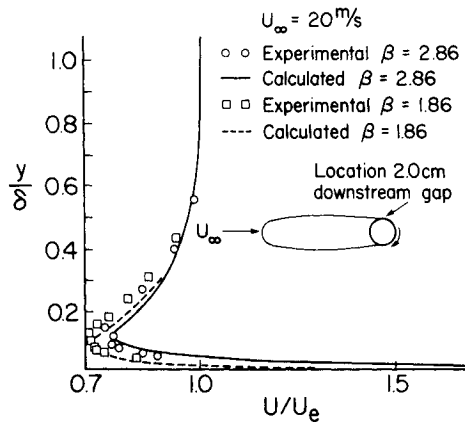 U∞ = 20 m/s
○ ○ Experimental β = 2.86
— Calculated β = 2.86
□ □ Experimental β = 1.86
---- Calculated β = 1.86
Location 2.0cm
downstream gap
U∞
y/δ
1.0
0.8
0.6
0.4
0.2
0.7
1.0
1.5
U/Ue